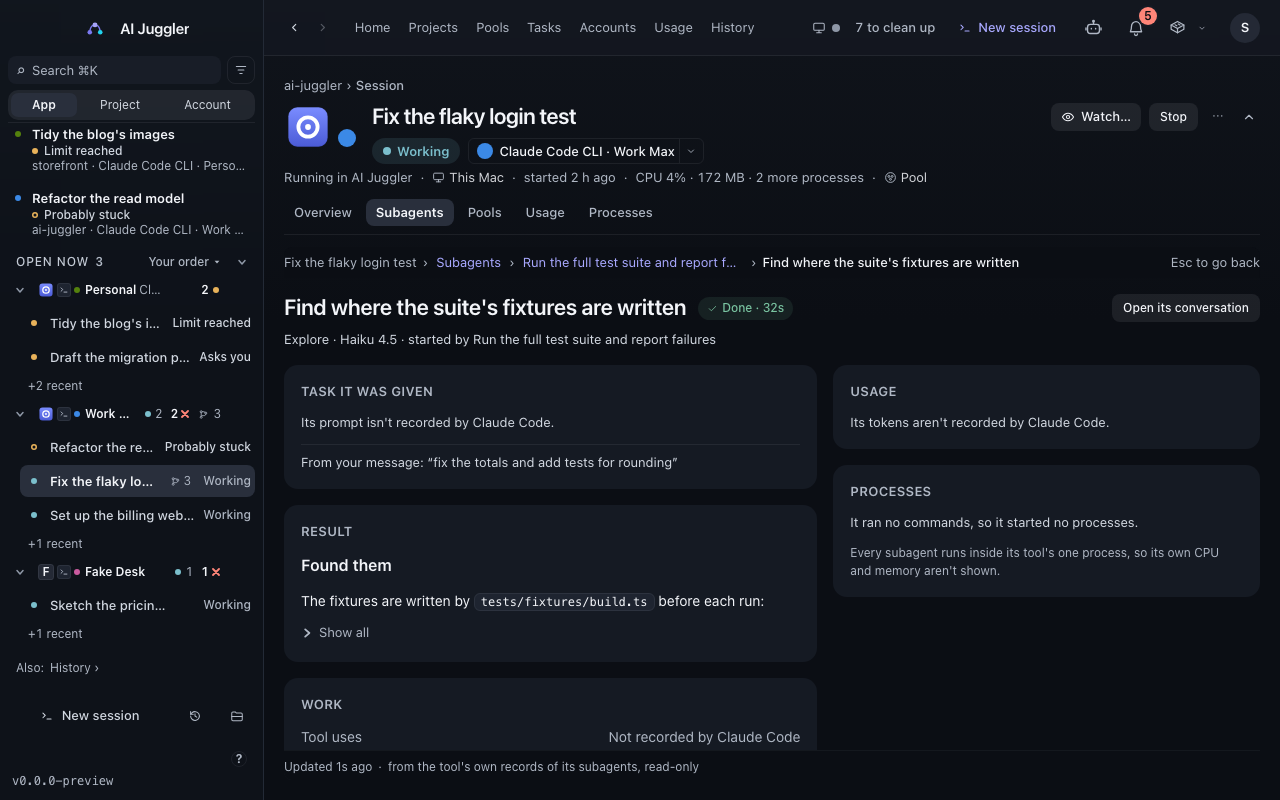 AI Juggler
Search ⌘K
App Project Account
Tidy the blog's images
Limit reached
storefront · Claude Code CLI · Perso...
Refactor the read model
Probably stuck
ai-juggler · Claude Code CLI · Work ...
OPEN NOW 3 Your order
Personal Cl... 2
Tidy the blog's i... Limit reached
Draft the migration p... Asks you
+2 recent
Work ... 2 2 3
Refactor the re... Probably stuck
Fix the flaky lo... 3 Working
Set up the billing web... Working
+1 recent
F Fake Desk 1 1
Sketch the pricin... Working
+1 recent
Also: History ›
New session
?
v0.0.0-preview
Home Projects Pools Tasks Accounts Usage History 7 to clean up New session 5 S
ai-juggler › Session
Fix the flaky login test
Watch... Stop ...
Working Claude Code CLI · Work Max
Running in AI Juggler · This Mac · started 2 h ago · CPU 4% · 172 MB · 2 more processes · Pool
Overview Subagents Pools Usage Processes
Fix the flaky login test › Subagents › Run the full test suite and report f... › Find where the suite's fixtures are written Esc to go back
Find where the suite's fixtures are written ✓ Done · 32s Open its conversation
Explore · Haiku 4.5 · started by Run the full test suite and report failures
TASK IT WAS GIVEN
Its prompt isn't recorded by Claude Code.
From your message: “fix the totals and add tests for rounding”
RESULT
Found them
The fixtures are written by tests/fixtures/build.ts before each run:
Show all
WORK
Tool uses Not recorded by Claude Code
USAGE
Its tokens aren't recorded by Claude Code.
PROCESSES
It ran no commands, so it started no processes.
Every subagent runs inside its tool's one process, so its own CPU
and memory aren't shown.
Updated 1s ago · from the tool's own records of its subagents, read-only